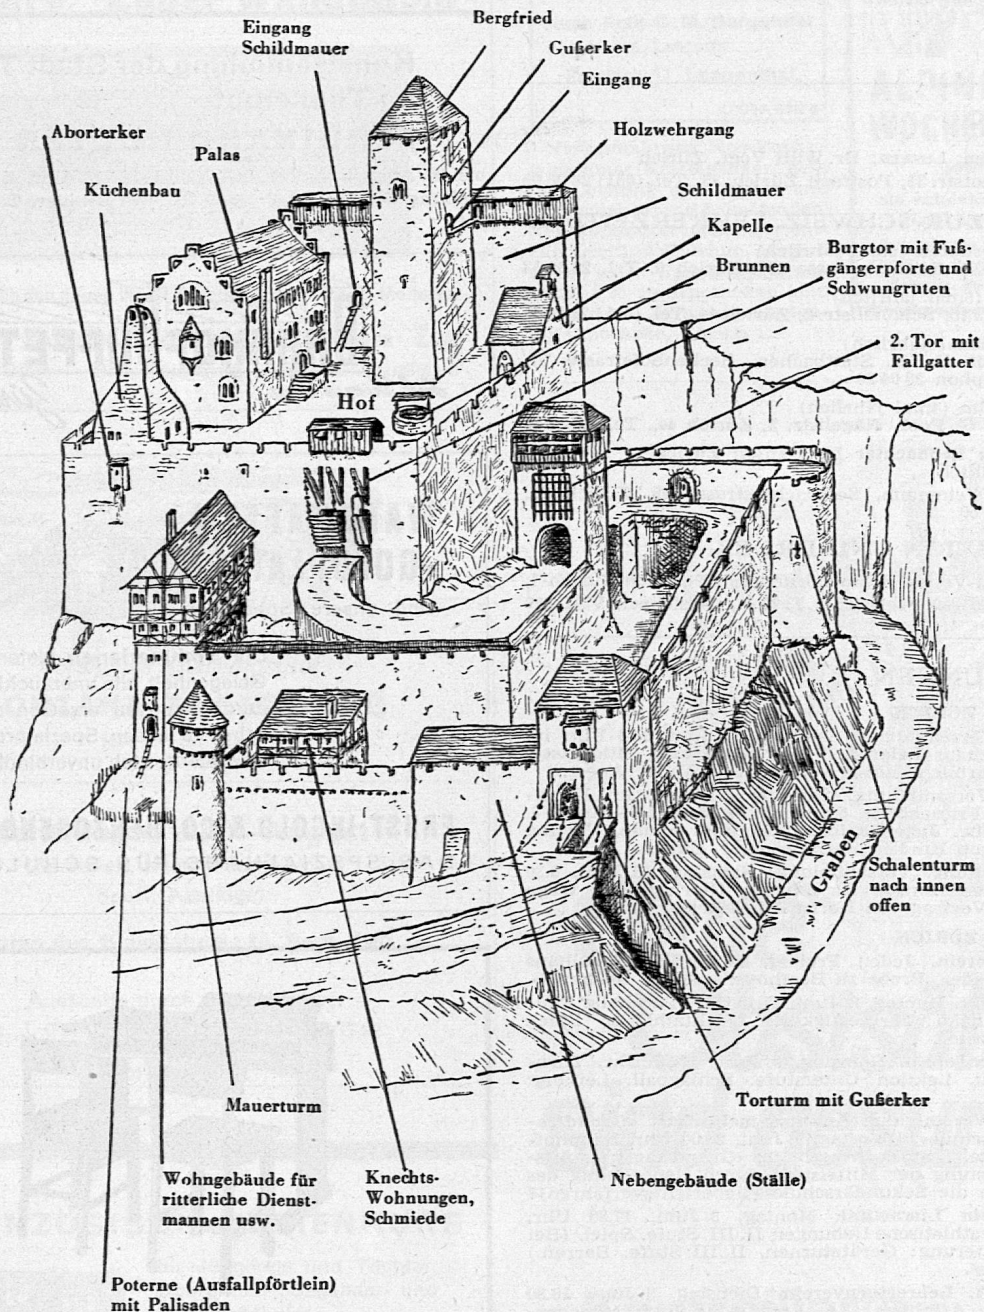 Bergfried
Eingang
Schildmauer
Gußerker
Eingang
Aborterker
Holzwehrgang
Palas
Küchenbau
Schildmauer
Kapelle
Burgtor mit Fuß-
gängerpforte und
Schwungruten
Brunnen
2. Tor mit
Fallgatter
Hof
Graben
Schalenturm
nach innen
offen
Mauerturm
Torturm mit Gußerker
Wohngebäude für
ritterliche Dienst-
mannen usw.
Knechts-
Wohnungen,
Schmiede
Nebengebäude (Ställe)
Poterne (Ausfallpförtlein)
mit Palisaden